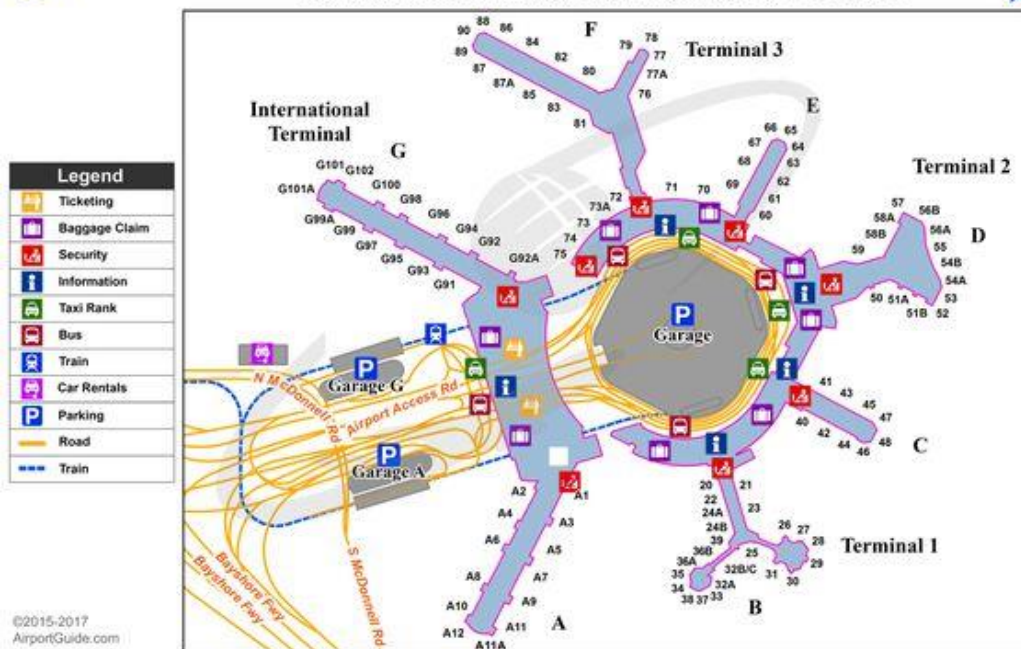 F
Terminal 3
88
90
86
84
89
82
87
80
87A
85
83
81
79
78
77
77A
76
International
Terminal
G
E
66
65
67
64
68
63
62
69
61
60
Terminal 2
D
57
56B
58A
56A
58B
55
59
54B
54A
50
51A
53
51B
52
G101
G102
G101A
G100
G99A
G98
G99
G96
G97
G94
G95
G92
G93
G92A
G91
72
71
70
73A
73
74
75
Legend
Ticketing
Baggage Claim
Security
Information
Taxi Rank
Bus
Train
Car Rentals
Parking
Road
Train
P
Garage
P
Garage G
P
Garage A
N McDonnell Rd
Airport Access Rd
S McDonnell Rd
Bayshore Fwy
Bayshore Fwy
41
43
45
47
40
42
44
46
48
C
A2
A1
A4
A3
A6
A5
A8
A7
A10
A9
A12
A11
A11A
A
20
21
22
24A
23
24B
39
36B
25
36A
35
32B/C
34
32A
38
37
33
26
27
28
29
31
30
B
Terminal 1
©2015-2017
AirportGuide.com